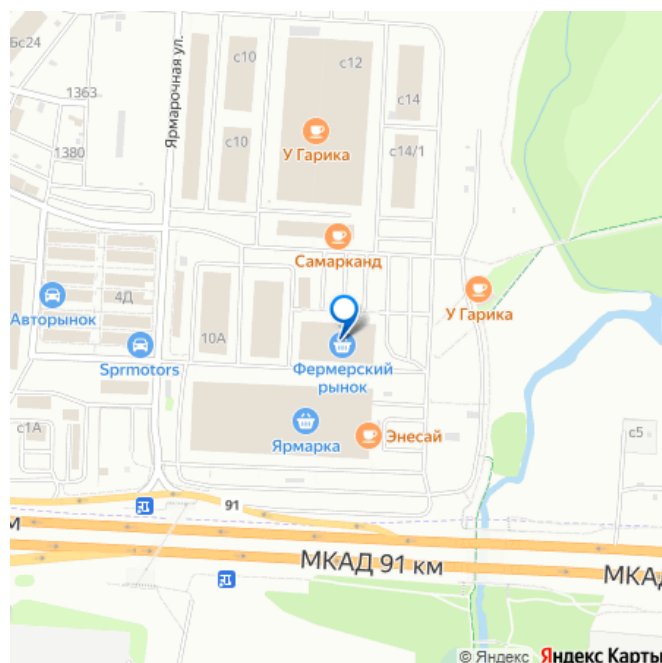 Бс24
с10
с12
1363
Ярмарочная ул.
с14
1380
с10
У Гарика
с14/1
Самарканд
4Д
Авторынок
У Гарика
10А
Sprmotors
Фермерский
рынок
с1А
Ярмарка
Энесай
с5
91
м
МКАД 91 км
МКАД
© Яндекс Яндекс Карты